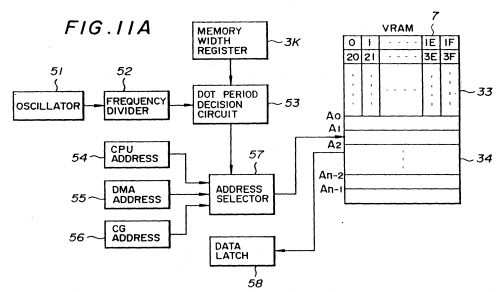 FIG. 11A
MEMORY WIDTH REGISTER
3K
VRAM
7
0 1 ----- 1E 1F
20 21 ----- 3E 3F
33
51
OSCILLATOR
52
FREQUENCY DIVIDER
DOT PERIOD DECISION CIRCUIT
53
A0
A1
A2
An-2
An-1
34
54
CPU ADDRESS
55
DMA ADDRESS
56
CG ADDRESS
57
ADDRESS SELECTOR
DATA LATCH
58